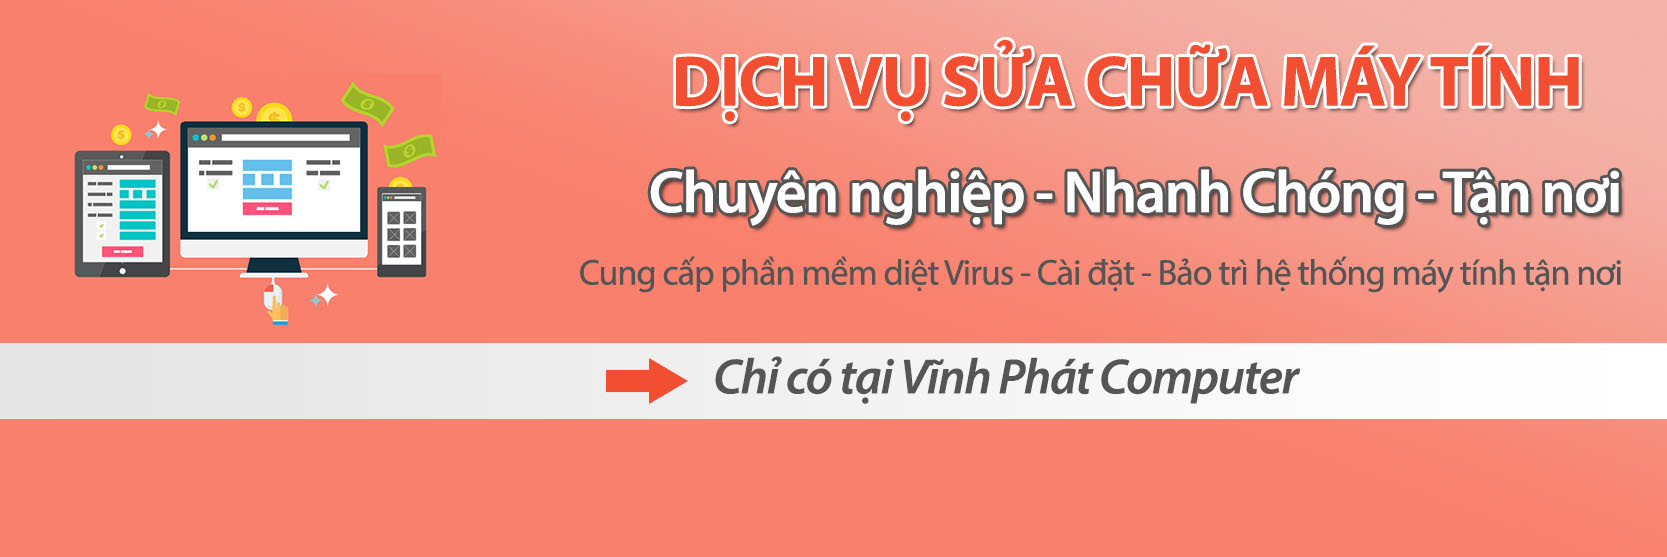 DỊCH VỤ SỬA CHỮA MÁY TÍNH
Chuyên nghiệp - Nhanh Chóng - Tận nơi
Cung cấp phần mềm diệt Virus - Cài đặt - Bảo trì hệ thống máy tính tận nơi
Chỉ có tại Vĩnh Phát Computer